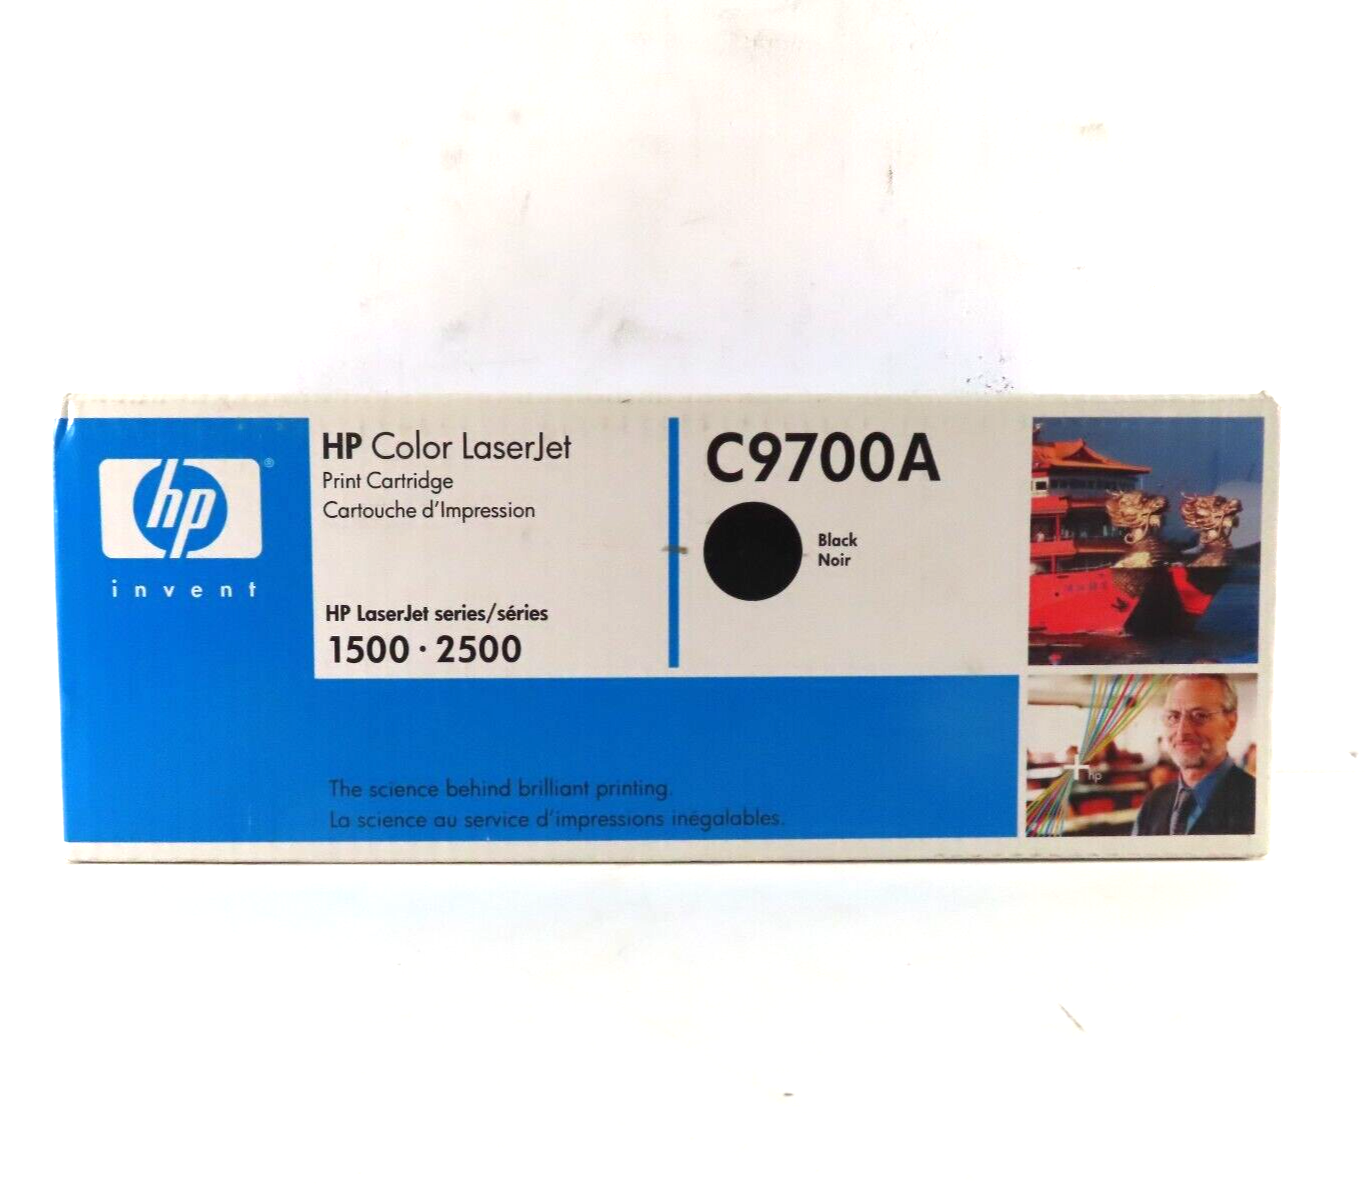 hp®
invent
HP Color LaserJet
Print Cartridge
Cartouche d'Impression
HP LaserJet series/séries
1500 · 2500
C9700A
Black
Noir
The science behind brilliant printing.
La science au service d'impressions inégalables.
+hp